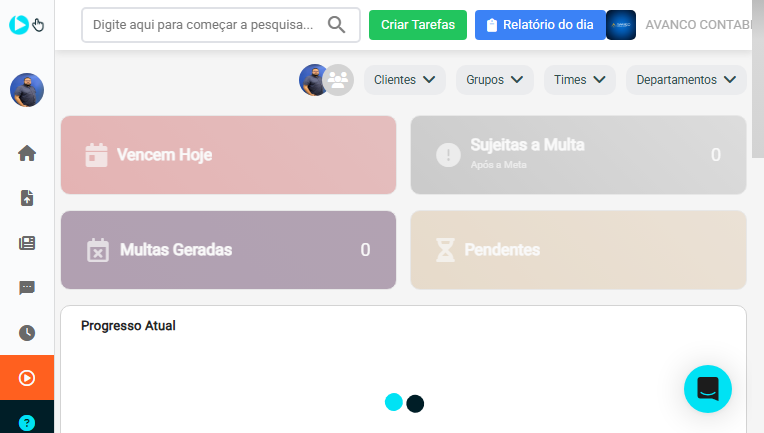 Digite aqui para começar a pesquisa...
Criar Tarefas
Relatório do dia
AVANCO CONTABI
Clientes
Grupos
Times
Departamentos
Vencem Hoje
Sujeitas a Multa
Após a Meta
0
Multas Geradas
0
Pendentes
Progresso Atual
?